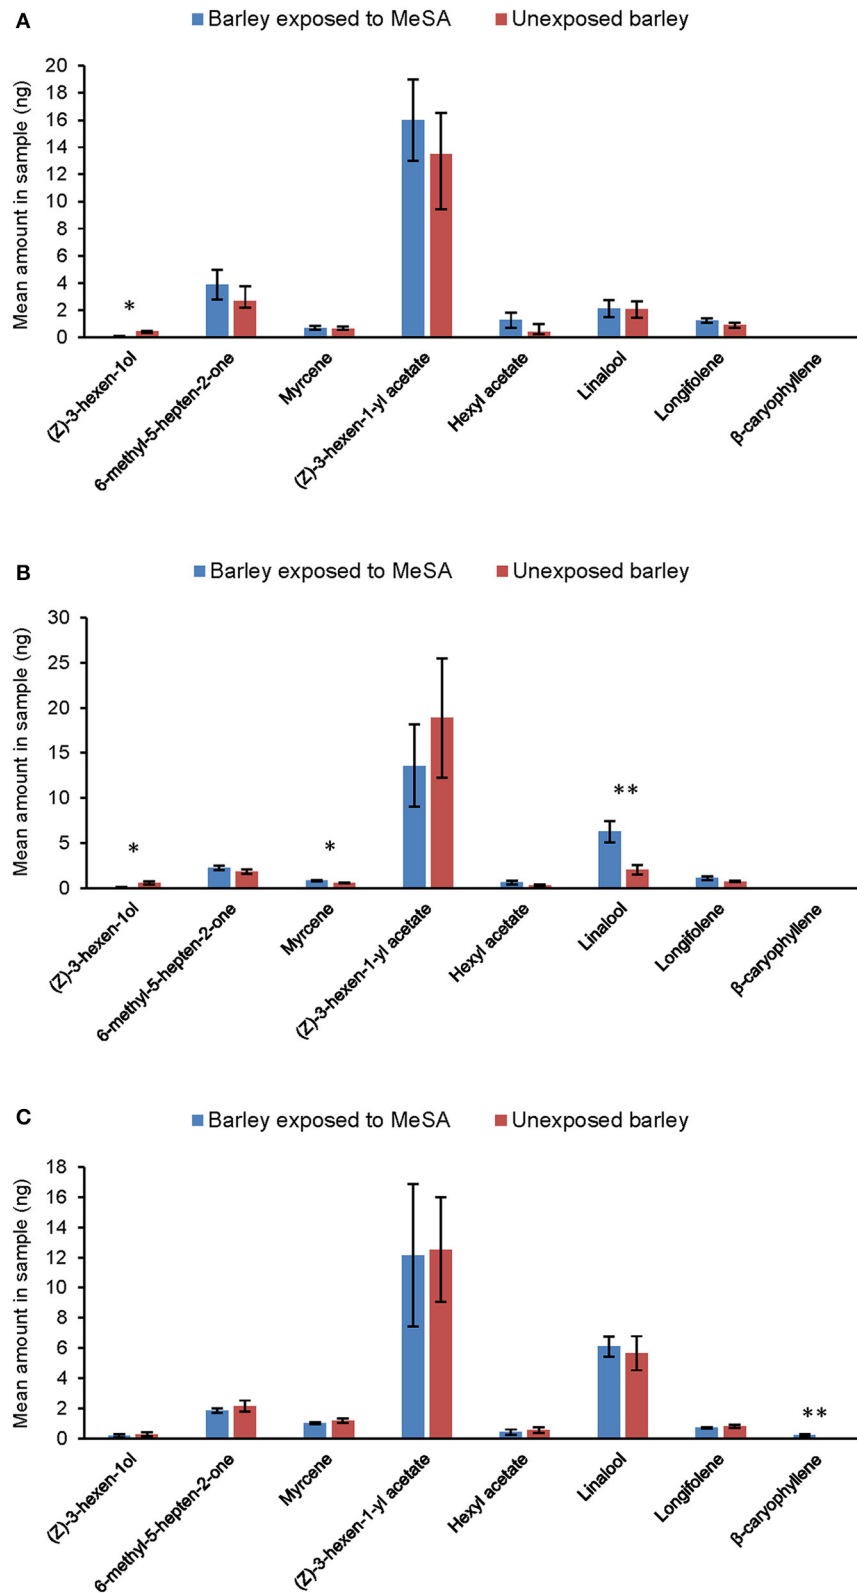 A
Barley exposed to MeSA Unexposed barley
Mean amount in sample (ng)
20
18
16
14
12
10
8
6
4
2
0
*
(Z)-3-hexen-1ol
6-methyl-5-hepten-2-one
Myrcene
(Z)-3-hexen-1-yl acetate
Hexyl acetate
Linalool
Longifolene
β-caryophyllene
B
Barley exposed to MeSA Unexposed barley
Mean amount in sample (ng)
30
25
20
15
10
5
0
*
*
**
(Z)-3-hexen-1ol
6-methyl-5-hepten-2-one
Myrcene
(Z)-3-hexen-1-yl acetate
Hexyl acetate
Linalool
Longifolene
β-caryophyllene
C
Barley exposed to MeSA Unexposed barley
Mean amount in sample (ng)
18
16
14
12
10
8
6
4
2
0
**
(Z)-3-hexen-1ol
6-methyl-5-hepten-2-one
Myrcene
(Z)-3-hexen-1-yl acetate
Hexyl acetate
Linalool
Longifolene
β-caryophyllene